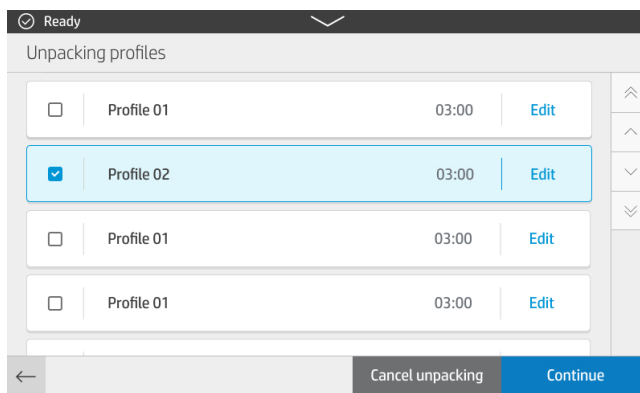 Ready
Unpacking profiles
Profile 01 03:00 Edit
Profile 02 03:00 Edit
Profile 01 03:00 Edit
Profile 01 03:00 Edit
Cancel unpacking Continue